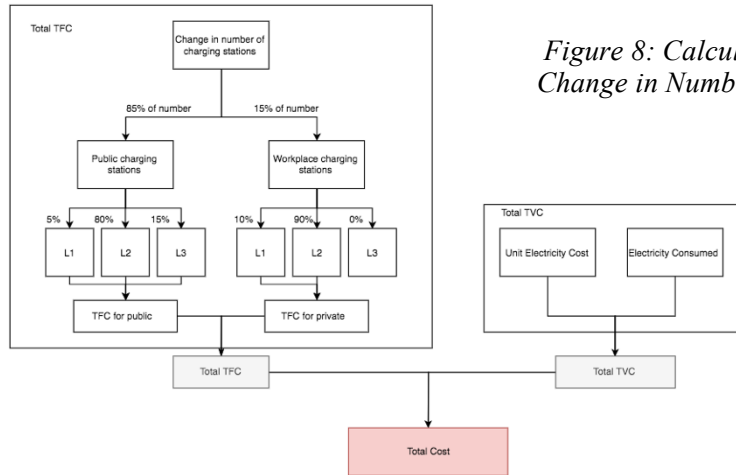 Total TFC
Change in number of
charging stations
Figure 8: Calcul
Change in Numb
85% of number
15% of number
Public charging
stations
Workplace charging
stations
5%
80%
15%
10%
90%
0%
L1
L2
L3
L1
L2
L3
Total TVC
Unit Electricity Cost
Electricity Consumed
TFC for public
TFC for private
Total TFC
Total TVC
Total Cost